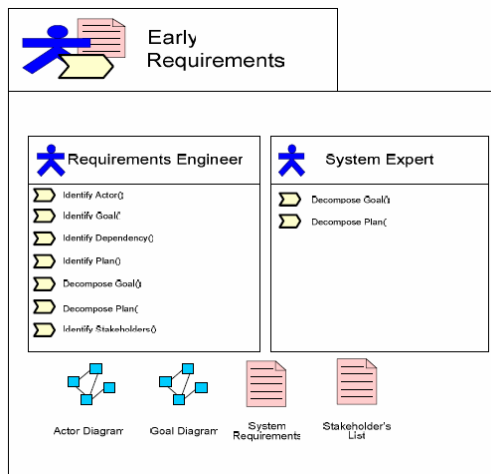 Early
Requirements
Requirements Engineer
Identify Actor()
Identify Goal(
Identify Dependency()
Identify Plan()
Decompose Goal()
Decompose Plan(
Identify Stakeholders()
System Expert
Decompose Goal()
Decompose Plan(
Actor Diagram
Goal Diagram
System
Requirements
Stakeholder's
List